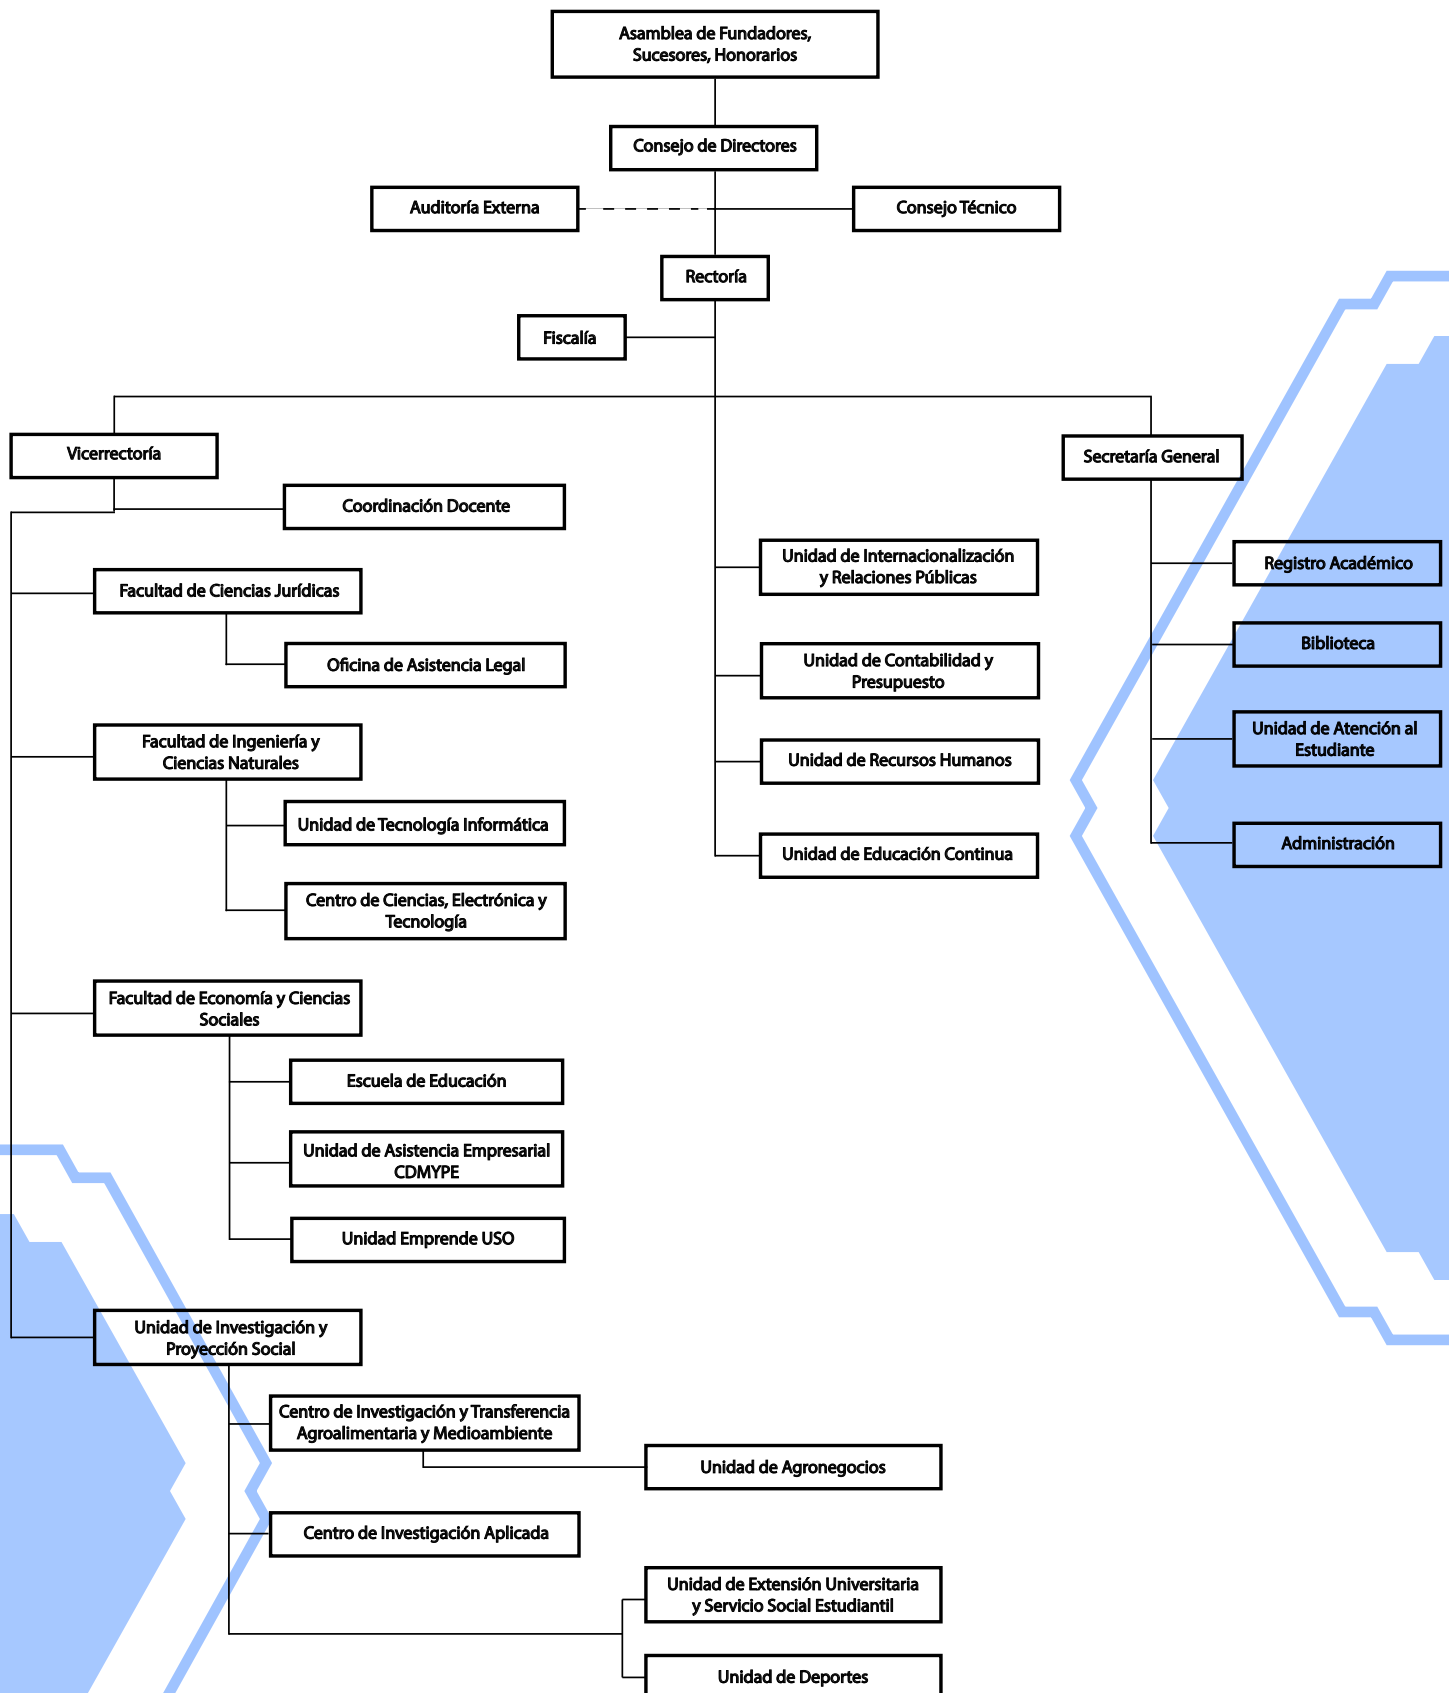 Asamblea de Fundadores,
Sucesores, Honorarios
Consejo de Directores
Auditoría Externa
Consejo Técnico
Rectoría
Fiscalía
Vicerrectoría
Secretaría General
Coordinación Docente
Facultad de Ciencias Jurídicas
Oficina de Asistencia Legal
Facultad de Ingeniería y
Ciencias Naturales
Unidad de Tecnología Informática
Centro de Ciencias, Electrónica y
Tecnología
Facultad de Economía y Ciencias
Sociales
Escuela de Educación
Unidad de Asistencia Empresarial
CDMYPE
Unidad Emprende USO
Unidad de Investigación y
Proyección Social
Centro de Investigación y Transferencia
Agroalimentaria y Medioambiente
Unidad de Agronegocios
Centro de Investigación Aplicada
Unidad de Extensión Universitaria
y Servicio Social Estudiantil
Unidad de Deportes
Unidad de Internacionalización
y Relaciones Públicas
Unidad de Contabilidad y
Presupuesto
Unidad de Recursos Humanos
Unidad de Educación Continua
Registro Académico
Biblioteca
Unidad de Atención al
Estudiante
Administración